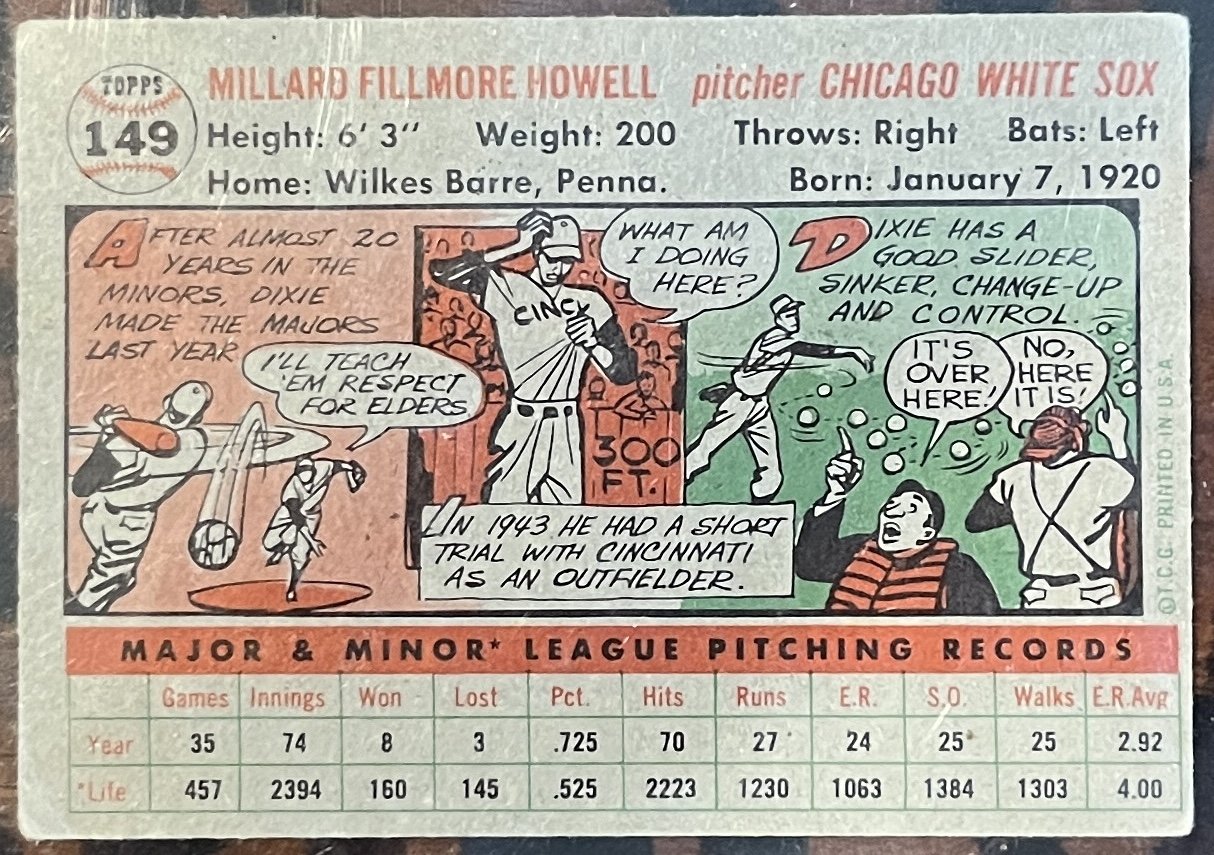 TOPPS
149
MILLARD FILLMORE HOWELL pitcher CHICAGO WHITE SOX
Height: 6' 3" Weight: 200 Throws: Right Bats: Left
Home: Wilkes Barre, Penna. Born: January 7, 1920
AFTER ALMOST 20
YEARS IN THE
MINORS, DIXIE
MADE THE MAJORS
LAST YEAR
I'LL TEACH
'EM RESPECT
FOR ELDERS
WHAT AM
I DOING
HERE?
CINCY
300
FT.
IN 1943 HE HAD A SHORT
TRIAL WITH CINCINNATI
AS AN OUTFIELDER.
DIXIE HAS A
GOOD SLIDER,
SINKER, CHANGE-UP
AND CONTROL.
IT'S
OVER
HERE!
NO,
HERE
IT IS!
©T.C.G. PRINTED IN U.S.A.
MAJOR & MINOR* LEAGUE PITCHING RECORDS
Games Innings Won Lost Pct. Hits Runs E.R. S.O. Walks E.R.Avg
Year 35 74 8 3 .725 70 27 24 25 25 2.92
*Life 457 2394 160 145 .525 2223 1230 1063 1384 1303 4.00